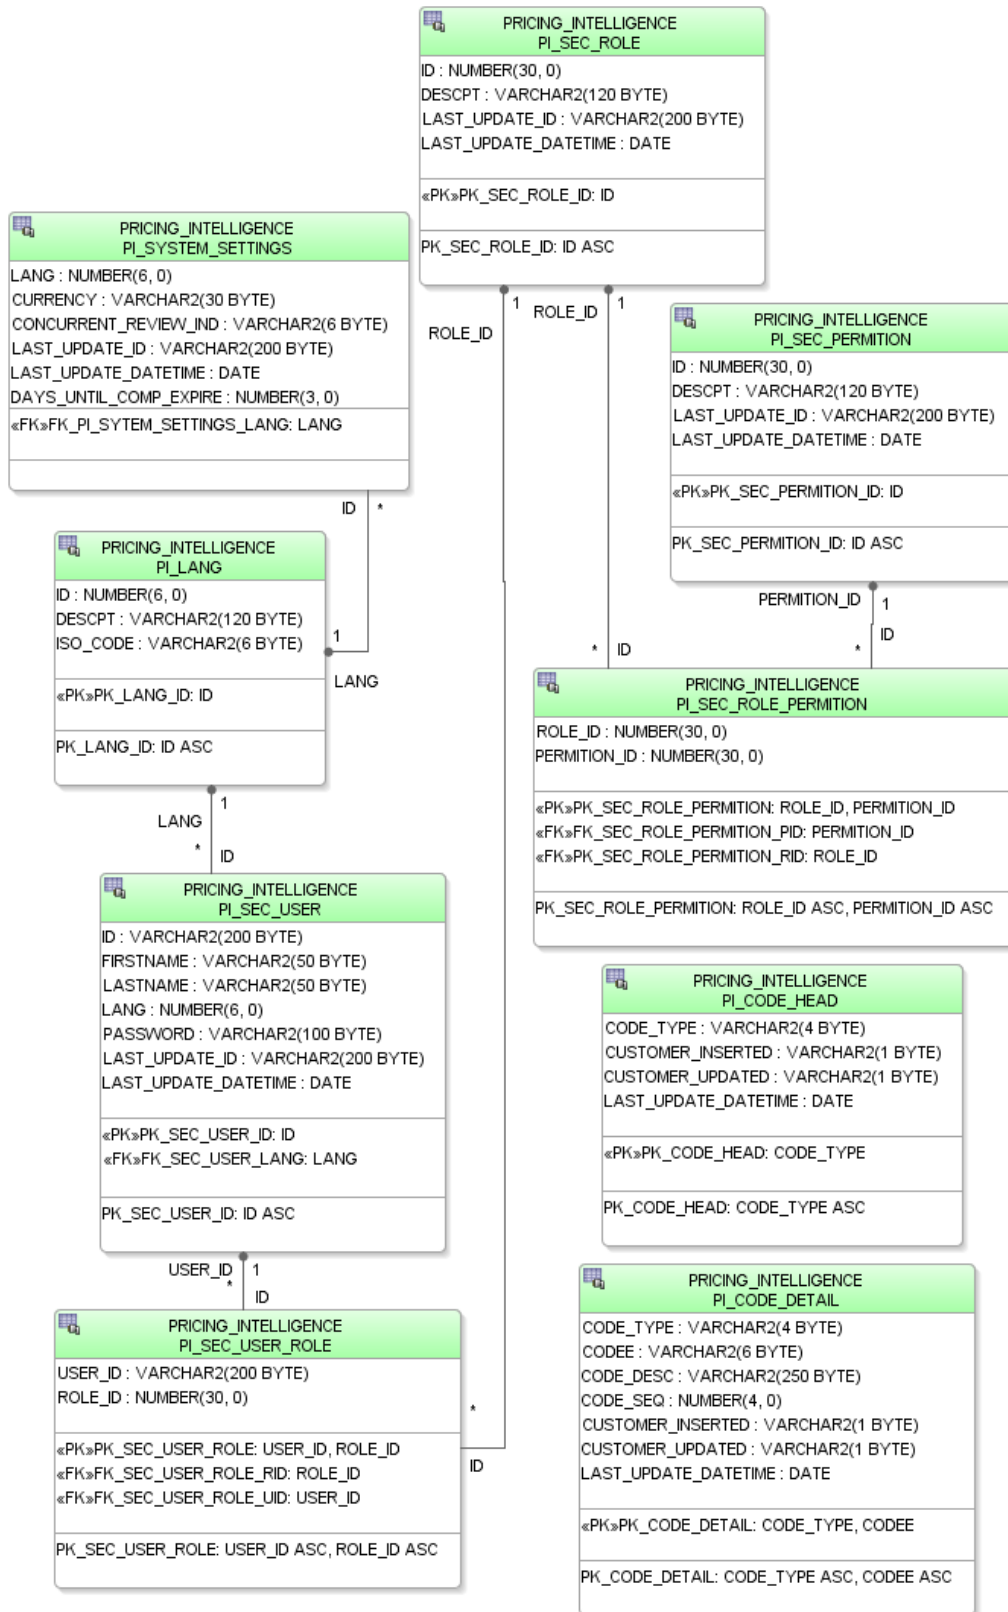 PRICING_INTELLIGENCE
PI_SEC_ROLE
ID : NUMBER(30, 0)
DESCPT : VARCHAR2(120 BYTE)
LAST_UPDATE_ID : VARCHAR2(200 BYTE)
LAST_UPDATE_DATETIME : DATE
«PK»PK_SEC_ROLE_ID: ID
PK_SEC_ROLE_ID: ID ASC
PRICING_INTELLIGENCE
PI_SYSTEM_SETTINGS
LANG : NUMBER(6, 0)
CURRENCY : VARCHAR2(30 BYTE)
CONCURRENT_REVIEW_IND : VARCHAR2(6 BYTE)
LAST_UPDATE_ID : VARCHAR2(200 BYTE)
LAST_UPDATE_DATETIME : DATE
DAYS_UNTIL_COMP_EXPIRE : NUMBER(3, 0)
«FK»FK_PI_SYTEM_SETTINGS_LANG: LANG
1
ROLE_ID
1
ROLE_ID
PRICING_INTELLIGENCE
PI_SEC_PERMITION
ID : NUMBER(30, 0)
DESCPT : VARCHAR2(120 BYTE)
LAST_UPDATE_ID : VARCHAR2(200 BYTE)
LAST_UPDATE_DATETIME : DATE
«PK»PK_SEC_PERMITION_ID: ID
PK_SEC_PERMITION_ID: ID ASC
ID *
PRICING_INTELLIGENCE
PI_LANG
ID : NUMBER(6, 0)
DESCPT : VARCHAR2(120 BYTE)
ISO_CODE : VARCHAR2(6 BYTE)
«PK»PK_LANG_ID: ID
PK_LANG_ID: ID ASC
1
LANG
PERMITION_ID 1
* ID
* ID
PRICING_INTELLIGENCE
PI_SEC_ROLE_PERMITION
ROLE_ID : NUMBER(30, 0)
PERMITION_ID : NUMBER(30, 0)
«PK»PK_SEC_ROLE_PERMITION: ROLE_ID, PERMITION_ID
«FK»FK_SEC_ROLE_PERMITION_PID: PERMITION_ID
«FK»PK_SEC_ROLE_PERMITION_RID: ROLE_ID
PK_SEC_ROLE_PERMITION: ROLE_ID ASC, PERMITION_ID ASC
1
LANG
* ID
PRICING_INTELLIGENCE
PI_SEC_USER
ID : VARCHAR2(200 BYTE)
FIRSTNAME : VARCHAR2(50 BYTE)
LASTNAME : VARCHAR2(50 BYTE)
LANG : NUMBER(6, 0)
PASSWORD : VARCHAR2(100 BYTE)
LAST_UPDATE_ID : VARCHAR2(200 BYTE)
LAST_UPDATE_DATETIME : DATE
«PK»PK_SEC_USER_ID: ID
«FK»FK_SEC_USER_LANG: LANG
PK_SEC_USER_ID: ID ASC
PRICING_INTELLIGENCE
PI_CODE_HEAD
CODE_TYPE : VARCHAR2(4 BYTE)
CUSTOMER_INSERTED : VARCHAR2(1 BYTE)
CUSTOMER_UPDATED : VARCHAR2(1 BYTE)
LAST_UPDATE_DATETIME : DATE
«PK»PK_CODE_HEAD: CODE_TYPE
PK_CODE_HEAD: CODE_TYPE ASC
USER_ID 1
* ID
PRICING_INTELLIGENCE
PI_SEC_USER_ROLE
USER_ID : VARCHAR2(200 BYTE)
ROLE_ID : NUMBER(30, 0)
«PK»PK_SEC_USER_ROLE: USER_ID, ROLE_ID
«FK»FK_SEC_USER_ROLE_RID: ROLE_ID
«FK»FK_SEC_USER_ROLE_UID: USER_ID
PK_SEC_USER_ROLE: USER_ID ASC, ROLE_ID ASC
*
ID
PRICING_INTELLIGENCE
PI_CODE_DETAIL
CODE_TYPE : VARCHAR2(4 BYTE)
CODEE : VARCHAR2(6 BYTE)
CODE_DESC : VARCHAR2(250 BYTE)
CODE_SEQ : NUMBER(4, 0)
CUSTOMER_INSERTED : VARCHAR2(1 BYTE)
CUSTOMER_UPDATED : VARCHAR2(1 BYTE)
LAST_UPDATE_DATETIME : DATE
«PK»PK_CODE_DETAIL: CODE_TYPE, CODEE
PK_CODE_DETAIL: CODE_TYPE ASC, CODEE ASC